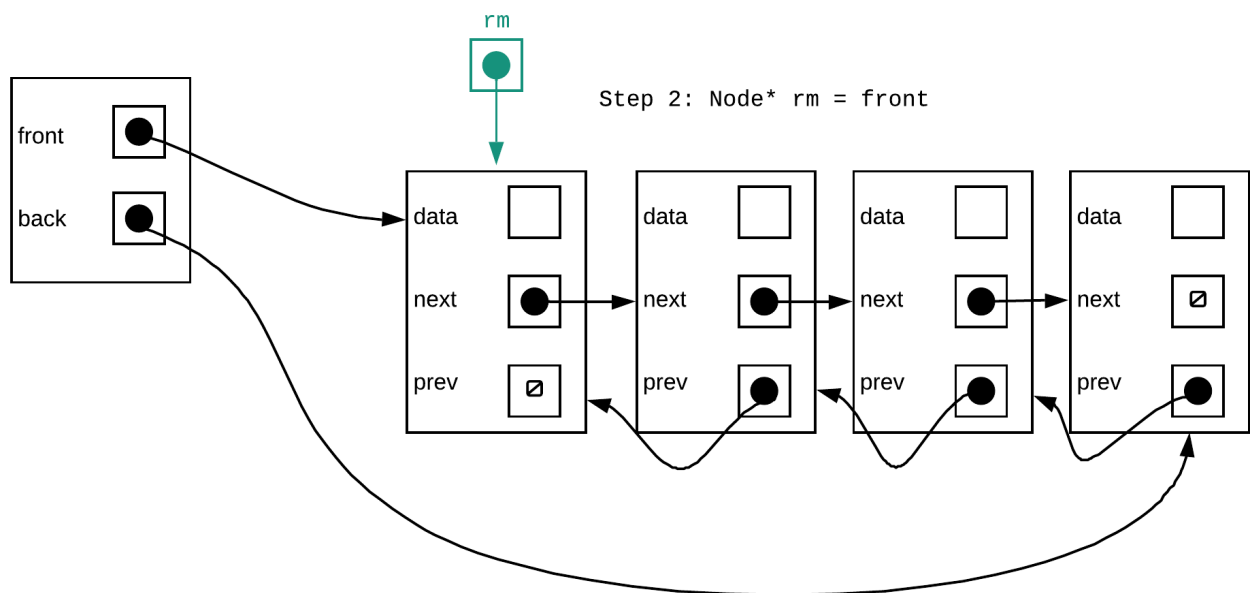 rm
Step 2: Node* rm = front
front
back
data
next
prev
data
next
prev
data
next
prev
data
next
prev